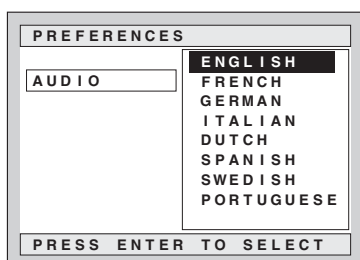 PREFERENCES
AUDIO
ENGLISH
FRENCH
GERMAN
ITALIAN
DUTCH
SPANISH
SWEDISH
PORTUGUESE
PRESS ENTER TO SELECT